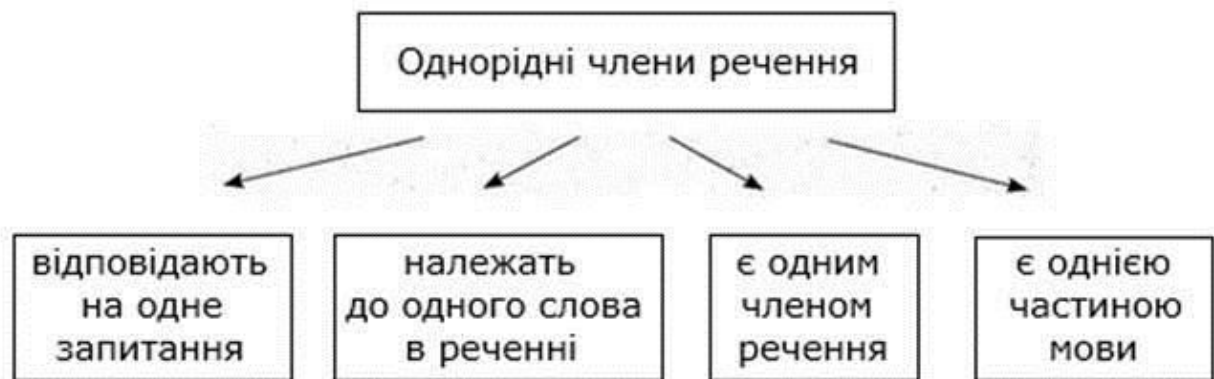 Однорідні члени речення
відповідають
на одне
запитання
належать
до одного слова
в реченні
є одним
членом
речення
є однією
частиною
мови